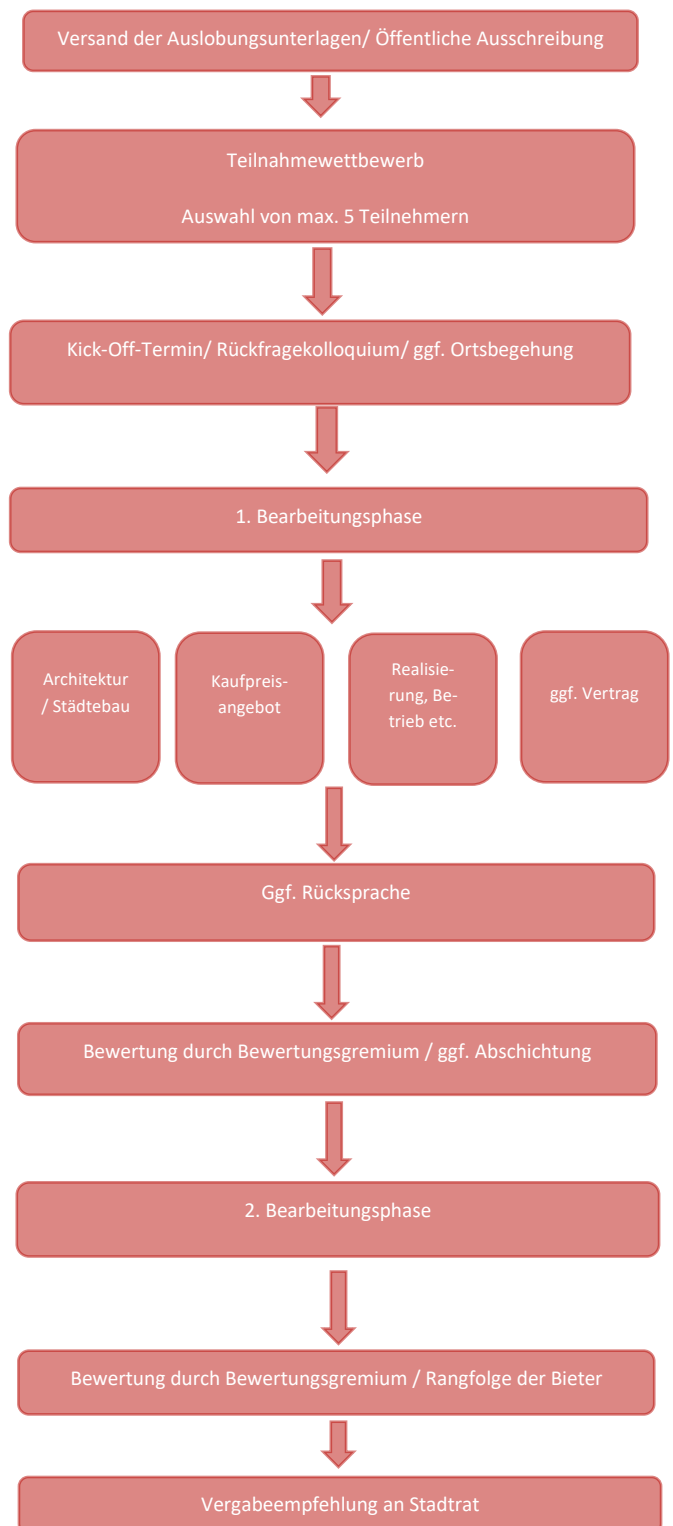 Versand der Auslobungsunterlagen/ Öffentliche Ausschreibung
Teilnahmewettbewerb
Auswahl von max. 5 Teilnehmern
Kick-Off-Termin/ Rückfragekolloquium/ ggf. Ortsbegehung
1. Bearbeitungsphase
Architektur
/ Städtebau
Kaufpreis-
angebot
Realisie-
rung, Be-
trieb etc.
ggf. Vertrag
Ggf. Rücksprache
Bewertung durch Bewertungsgremium / ggf. Abschichtung
2. Bearbeitungsphase
Bewertung durch Bewertungsgremium / Rangfolge der Bieter
Vergabeempfehlung an Stadtrat